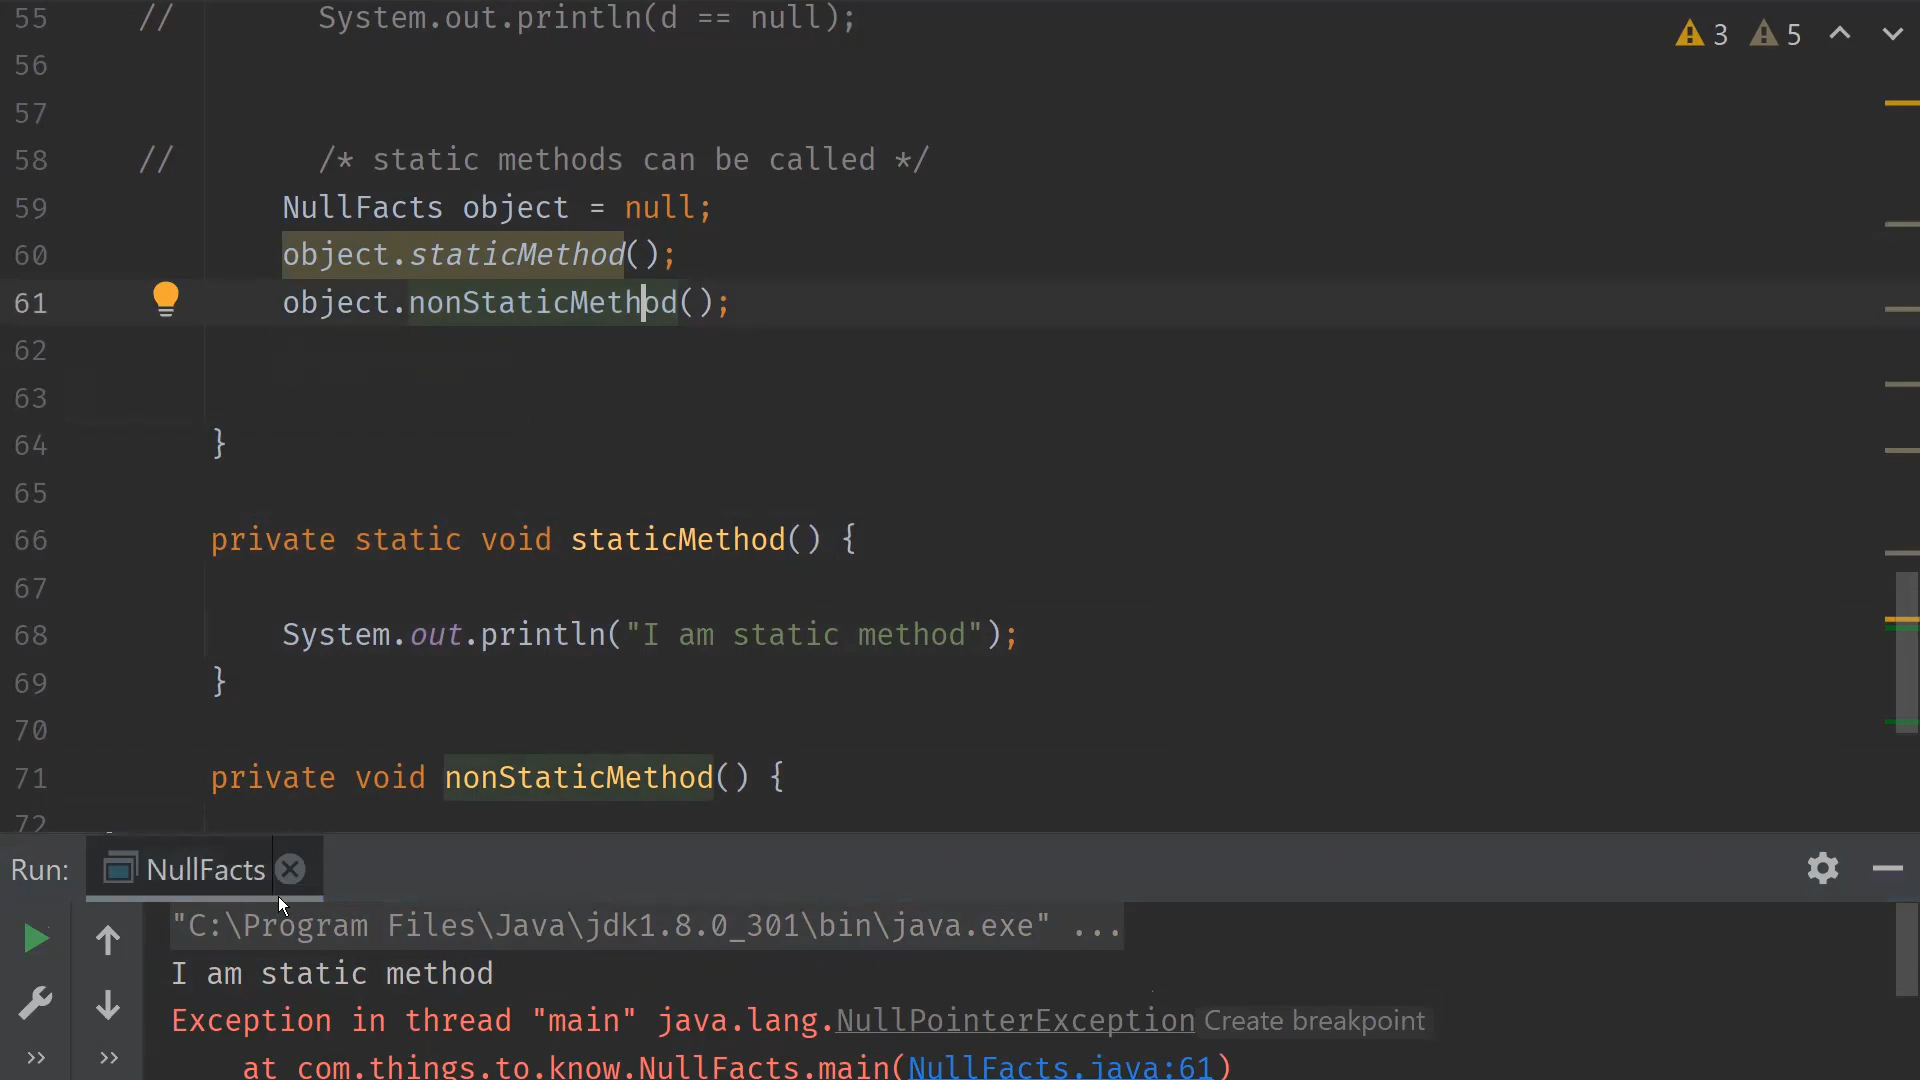 3 5
55 // System.out.println(d == null);
56
57
58 // /* static methods can be called */
59 NullFacts object = null;
60 object.staticMethod();
61 object.nonStaticMethod();
62
63
64 }
65
66 private static void staticMethod() {
67
68 System.out.println("I am static method");
69 }
70
71 private void nonStaticMethod() {
72
Run: NullFacts
"C:\Program Files\Java\jdk1.8.0_301\bin\java.exe" ...
I am static method
Exception in thread "main" java.lang.NullPointerException Create breakpoint
at com.things.to.know.NullFacts.main(NullFacts.java:61)